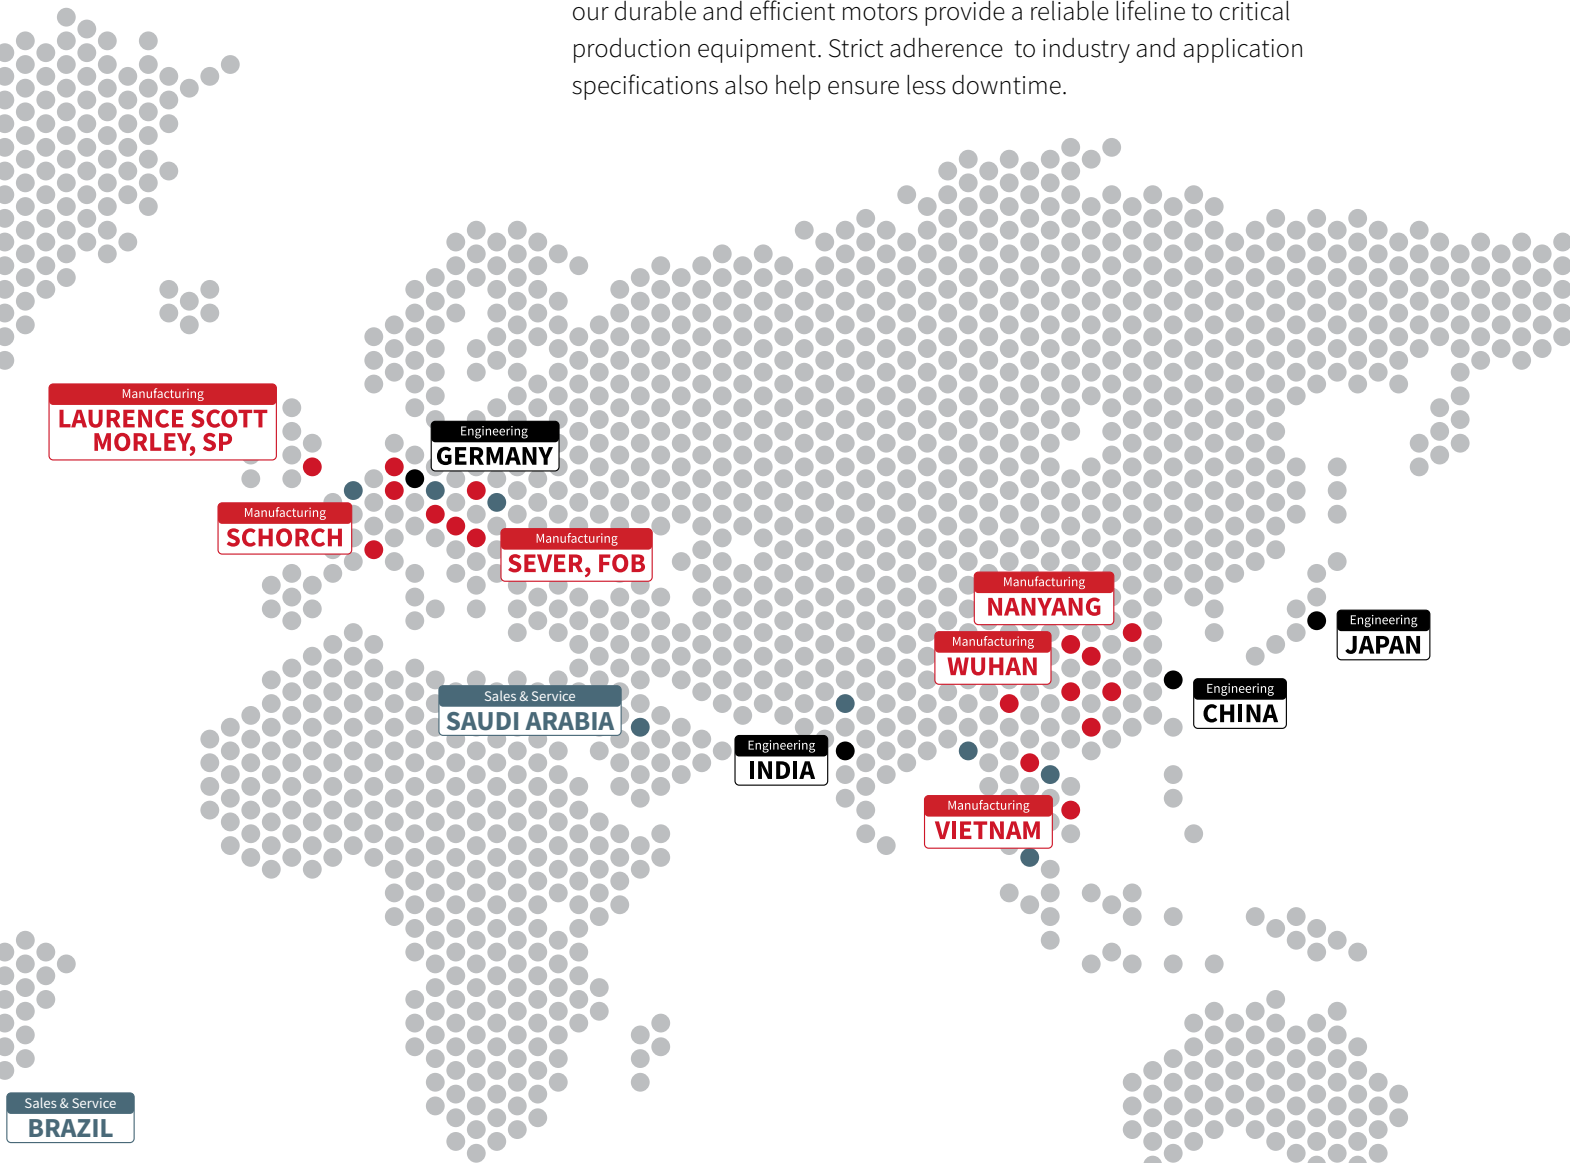 our durable and efficient motors provide a reliable lifeline to critical
production equipment. Strict adherence to industry and application
specifications also help ensure less downtime.
Manufacturing
LAURENCE SCOTT
MORLEY, SP
Engineering
GERMANY
Manufacturing
SCHORCH
Manufacturing
SEVER, FOB
Manufacturing
NANYANG
Engineering
JAPAN
Manufacturing
WUHAN
Engineering
CHINA
Sales & Service
SAUDI ARABIA
Engineering
INDIA
Manufacturing
VIETNAM
Sales & Service
BRAZIL